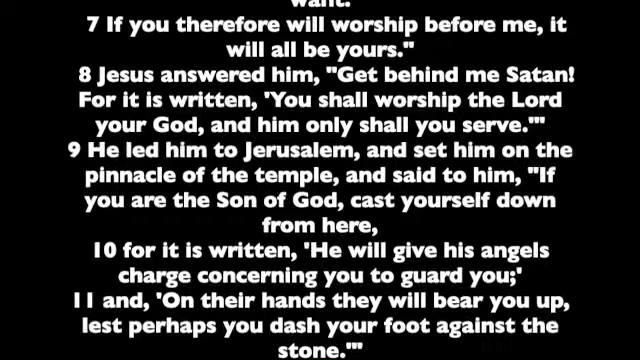 want.
7 If you therefore will worship before me, it
will all be yours."
8 Jesus answered him, "Get behind me Satan!
For it is written, 'You shall worship the Lord
your God, and him only shall you serve.'"
9 He led him to Jerusalem, and set him on the
pinnacle of the temple, and said to him, "If
you are the Son of God, cast yourself down
from here,
10 for it is written, 'He will give his angels
charge concerning you to guard you;'
11 and, 'On their hands they will bear you up,
lest perhaps you dash your foot against the
stone.'"